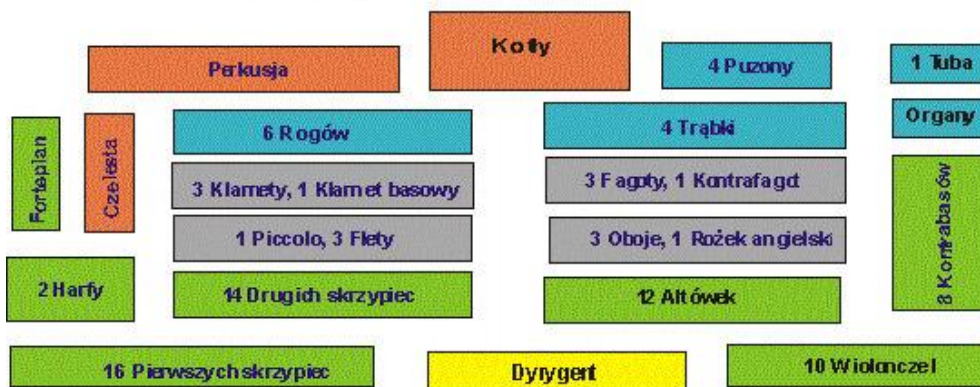 Kotły
Perkusja
4 Puzony
1 Tuba
6 Rogów
4 Trąbki
Organy
Fortepian
Czelesta
3 Klarnety, 1 Klarnet basowy
3 Fagoty, 1 Kontrafagot
8 Kontrabasów
1 Piccolo, 3 Flety
3 Oboje, 1 Rożek angielski
2 Harfy
14 Drugich skrzypiec
12 Altówek
16 Pierwszych skrzypiec
Dyrygent
10 Wiolonczel